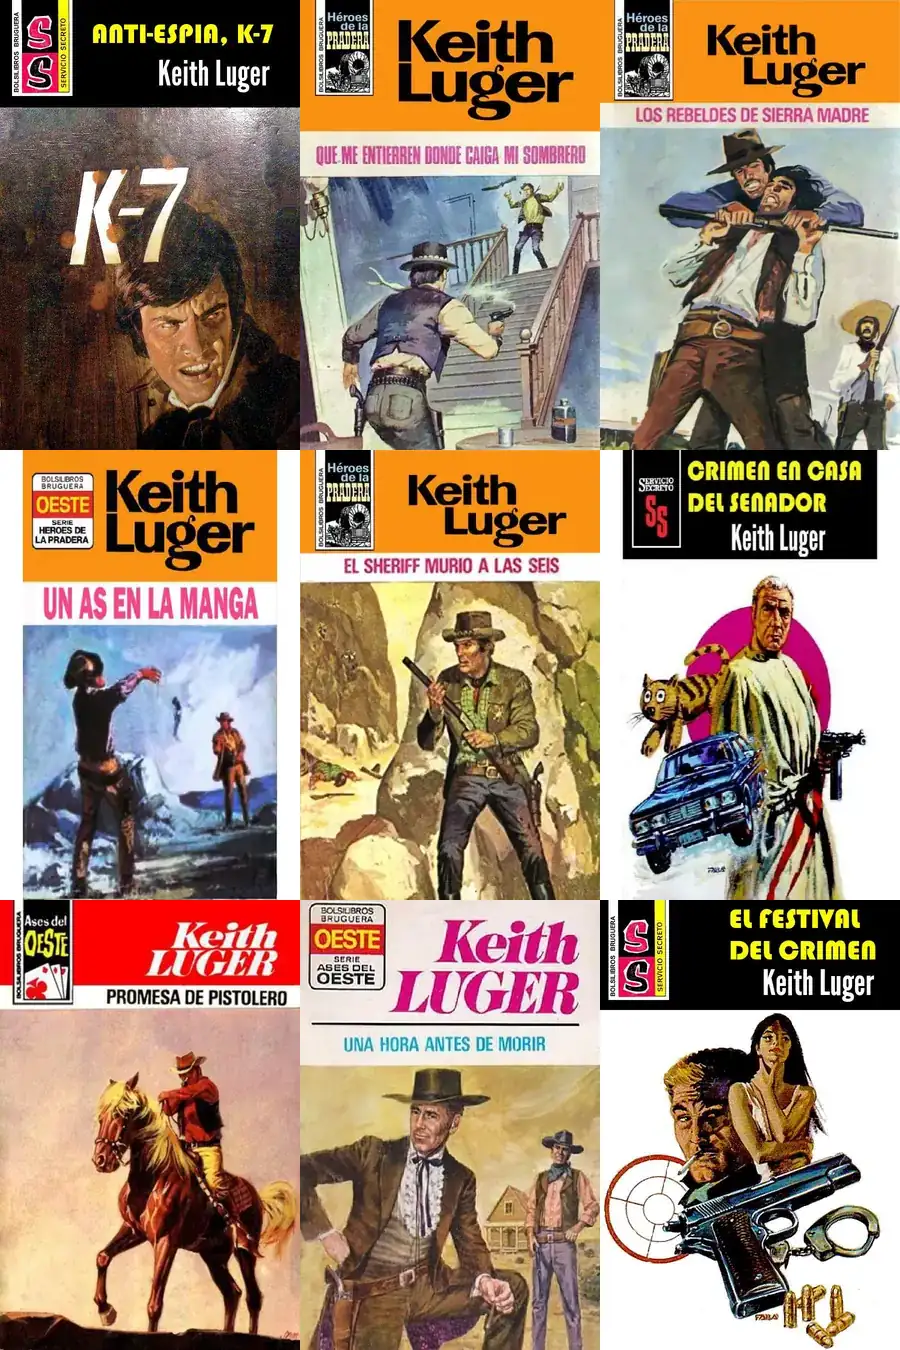 BOLSILIBROS BRUGUERA
SS
SERVICIO SECRETO
ANTI-ESPIA, K-7
Keith Luger
K-7
BOLSILIBROS BRUGUERA
Héroes
de la
PRADERA
Keith
Luger
QUE ME ENTIERREN DONDE CAIGA MI SOMBRERO
BOLSILIBROS BRUGUERA
Héroes
de la
PRADERA
Keith
Luger
LOS REBELDES DE SIERRA MADRE
BOLSILIBROS
BRUGUERA
OESTE
SERIE
HEROES DE
LA PRADERA
Keith
Luger
UN AS EN LA MANGA
BOLSILIBROS BRUGUERA
Héroes
de la
PRADERA
Keith
Luger
EL SHERIFF MURIO A LAS SEIS
SERVICIO
SECRETO
SS
CRIMEN EN CASA
DEL SENADOR
Keith Luger
FABA
BOLSILIBROS BRUGUERA
Ases del
OESTE
Keith
LUGER
PROMESA DE PISTOLERO
BOLSILIBROS
BRUGUERA
OESTE
SERIE
ASES DEL
OESTE
Keith
LUGER
UNA HORA ANTES DE MORIR
BOLSILIBROS BRUGUERA
SS
SERVICIO SECRETO
EL FESTIVAL
DEL CRIMEN
Keith Luger
FABA